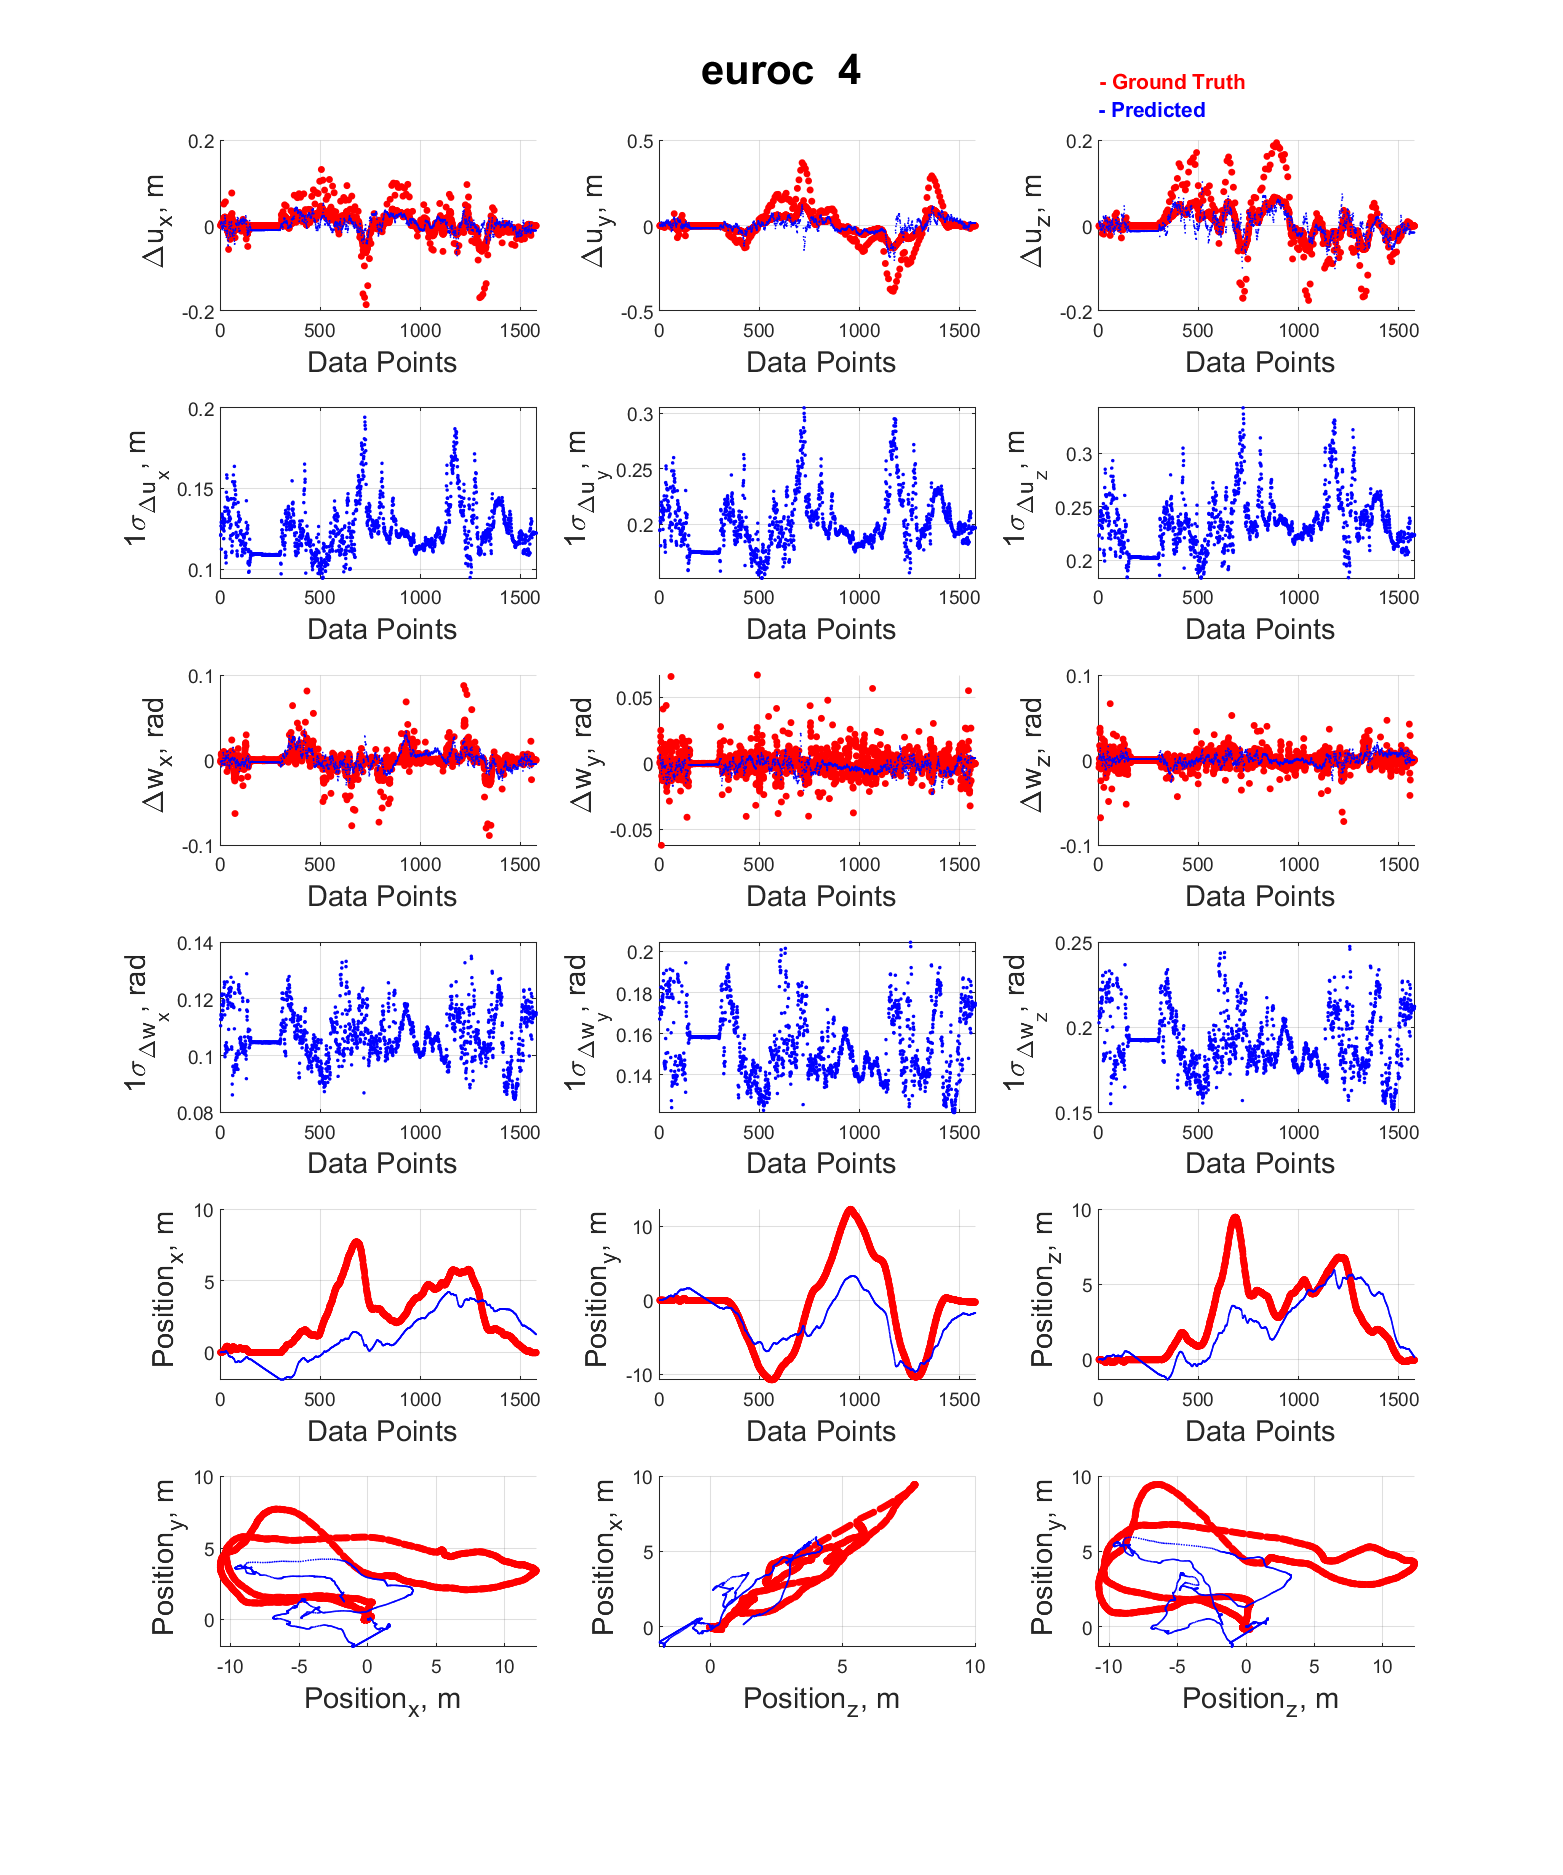 euroc 4
- Ground Truth
- Predicted
0.2
0
-0.2
Δu_x, m
0 500 1000 1500
Data Points
0.5
0
-0.5
Δu_y, m
0 500 1000 1500
Data Points
0.2
0
-0.2
Δu_z, m
0 500 1000 1500
Data Points
0.2
0.15
0.1
1σ_Δu_x, m
0 500 1000 1500
Data Points
0.3
0.25
0.2
1σ_Δu_y, m
0 500 1000 1500
Data Points
0.3
0.25
0.2
1σ_Δu_z, m
0 500 1000 1500
Data Points
0.1
0
-0.1
Δw_x, rad
0 500 1000 1500
Data Points
0.05
0
-0.05
Δw_y, rad
0 500 1000 1500
Data Points
0.1
0
-0.1
Δw_z, rad
0 500 1000 1500
Data Points
0.14
0.12
0.1
0.08
1σ_Δw_x, rad
0 500 1000 1500
Data Points
0.2
0.18
0.16
0.14
1σ_Δw_y, rad
0 500 1000 1500
Data Points
0.25
0.2
0.15
1σ_Δw_z, rad
0 500 1000 1500
Data Points
10
5
0
Position_x, m
0 500 1000 1500
Data Points
10
0
-10
Position_y, m
0 500 1000 1500
Data Points
10
5
0
Position_z, m
0 500 1000 1500
Data Points
10
5
0
Position_y, m
-10 -5 0 5 10
Position_x, m
10
5
0
Position_x, m
0 5 10
Position_z, m
10
5
0
Position_y, m
-10 -5 0 5 10
Position_z, m